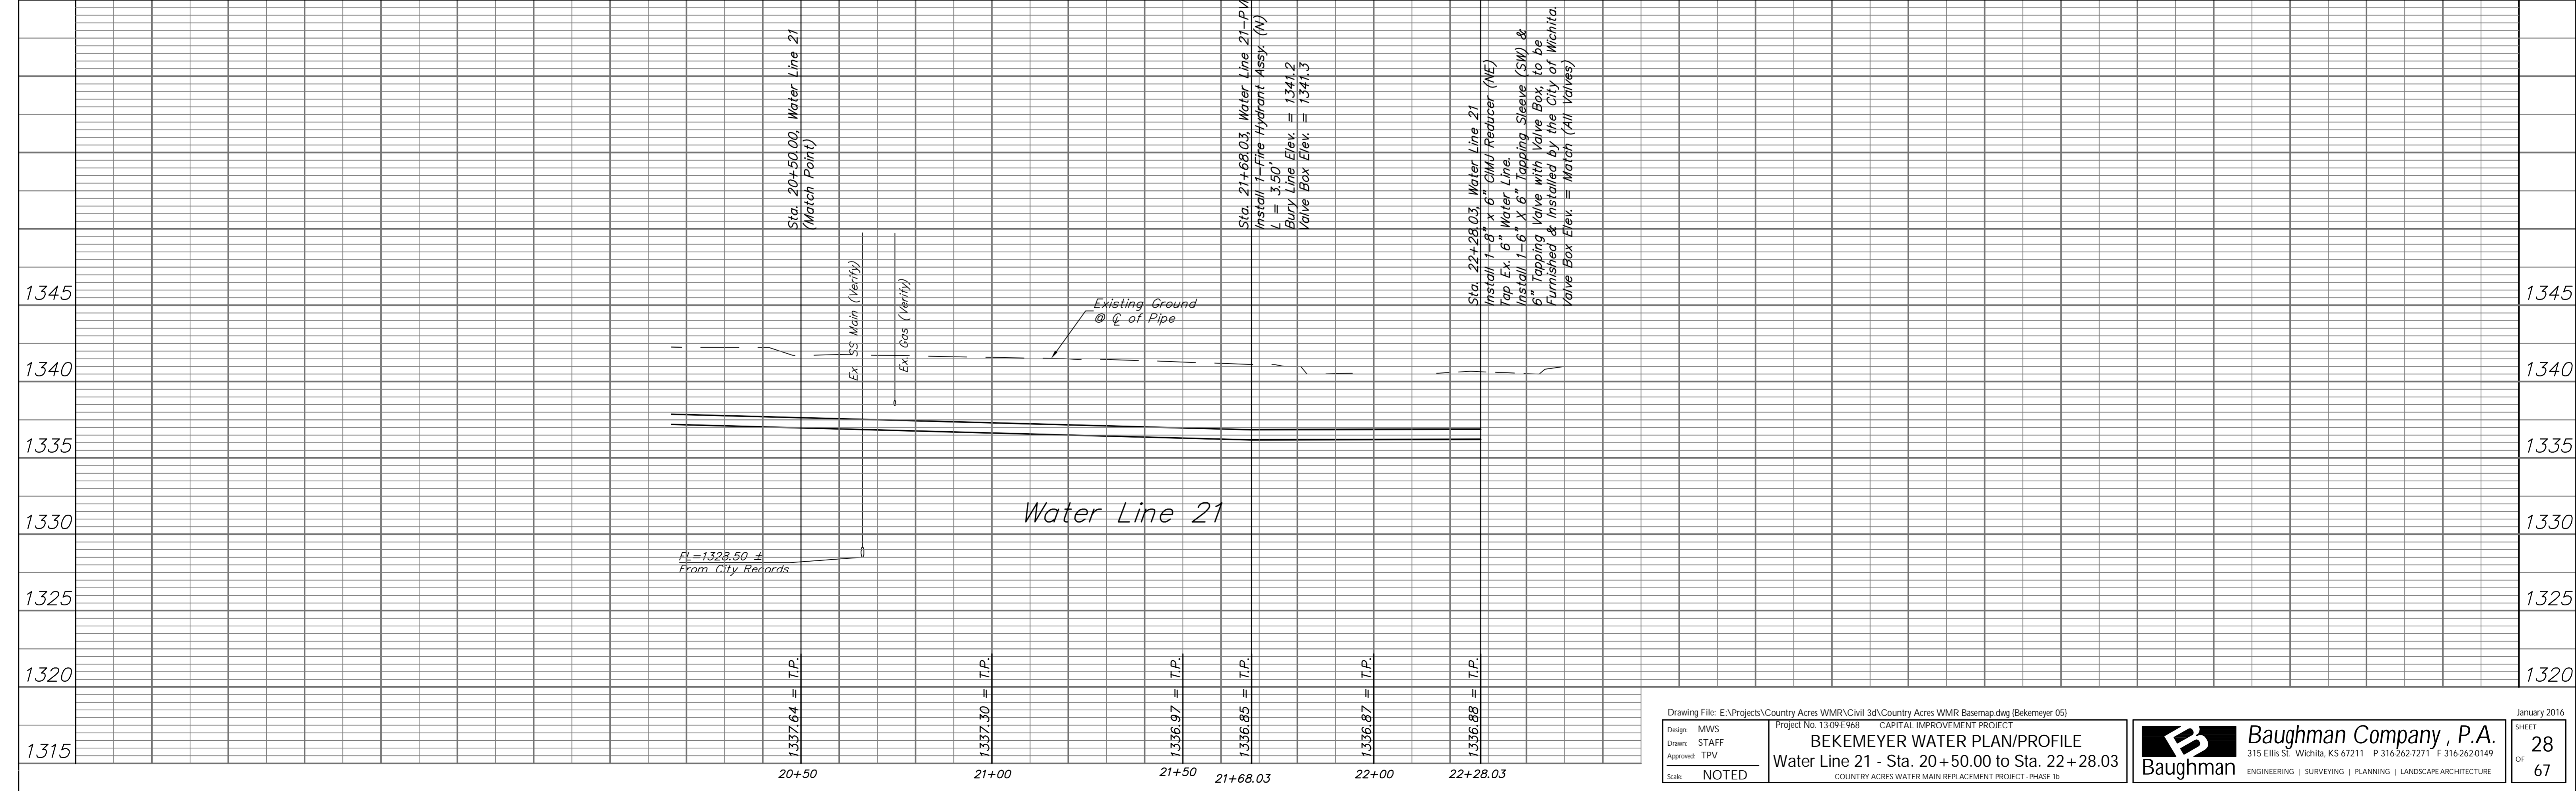 Sta. 20+50.00, Water Line 21
(Match Point)
Sta. 21+68.03, Water Line 21-PVI
Install 1-Fire Hydrant Assy. (N)
L = 3.50'
Bury Line Elev. = 1341.2
Valve Box Elev. = 1341.3
Sta. 22+28.03, Water Line 21
Install 1-8" x 6" CIMJ Reducer (NE)
Tap Ex. 6" Water Line.
Install 1-6" X 6" Tapping Sleeve (SW) &
6" Tapping Valve with Valve Box, to be
Furnished & Installed by the City of Wichita.
Valve Box Elev. = Match (All Valves)
Ex. SS Main (Verify)
Ex. Gas (Verify)
Existing Ground
@ ℄ of Pipe
1345
1345
1340
1340
1335
1335
1330
1330
1325
1325
1320
1320
1315
Water Line 21
FL=1328.50 ±
From City Records
1337.64 = T.P.
1337.30 = T.P.
1336.97 = T.P.
1336.85 = T.P.
1336.87 = T.P.
1336.88 = T.P.
20+50
21+00
21+50
21+68.03
22+00
22+28.03
Drawing File: E:\Projects\Country Acres WMR\Civil 3d\Country Acres WMR Basemap.dwg (Bekemeyer 05)
January 2016
Design: MWS
Drawn: STAFF
Approved: TPV
Scale: NOTED
Project No. 13-09-E968 CAPITAL IMPROVEMENT PROJECT
BEKEMEYER WATER PLAN/PROFILE
Water Line 21 - Sta. 20+50.00 to Sta. 22+28.03
COUNTRY ACRES WATER MAIN REPLACEMENT PROJECT - PHASE 1b
Baughman
Baughman Company, P.A.
315 Ellis St. Wichita, KS 67211 P 316-262-7271 F 316-262-0149
ENGINEERING | SURVEYING | PLANNING | LANDSCAPE ARCHITECTURE
SHEET
28
OF
67